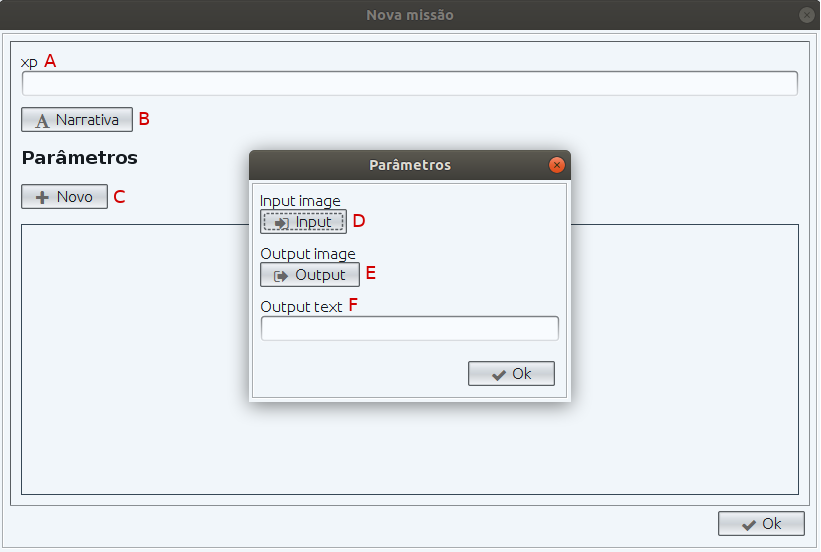 Nova missão
xp A
Narrativa B
Parâmetros
Novo C
Parâmetros
Input image
Input D
Output image
Output E
Output text F
Ok
Ok